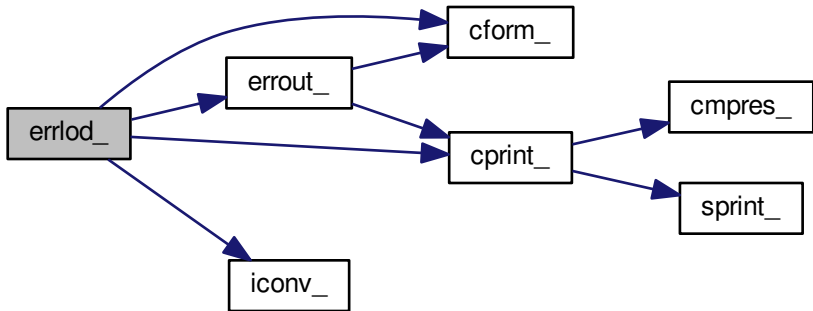 cform_
errout_
cmpres_
errlod_
cprint_
sprint_
iconv_